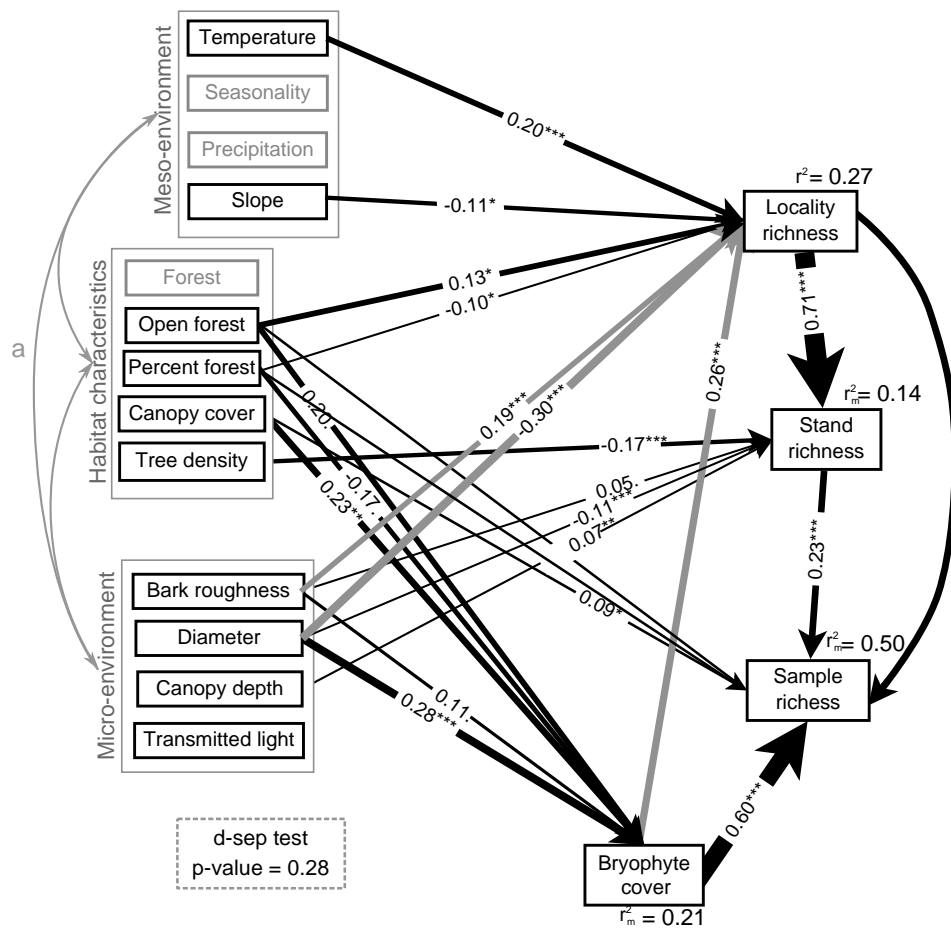 Meso-environment
Temperature
Seasonality
Precipitation
Slope
Habitat characteristics
Forest
Open forest
Percent forest
Canopy cover
Tree density
Micro-environment
Bark roughness
Diameter
Canopy depth
Transmitted light
a
0.20***
-0.11*
0.13*
-0.10*
0.19***
-0.30***
0.26***
0.20.
-0.17.
0.23**
-0.17***
0.05.
-0.11***
0.07**
0.09*
0.11.
0.28***
r²= 0.27
Locality
richness
0.71***
r²m= 0.14
Stand
richness
0.23***
r²m= 0.50
Sample
richess
0.60***
Bryophyte
cover
r²m= 0.21
d-sep test
p-value = 0.28